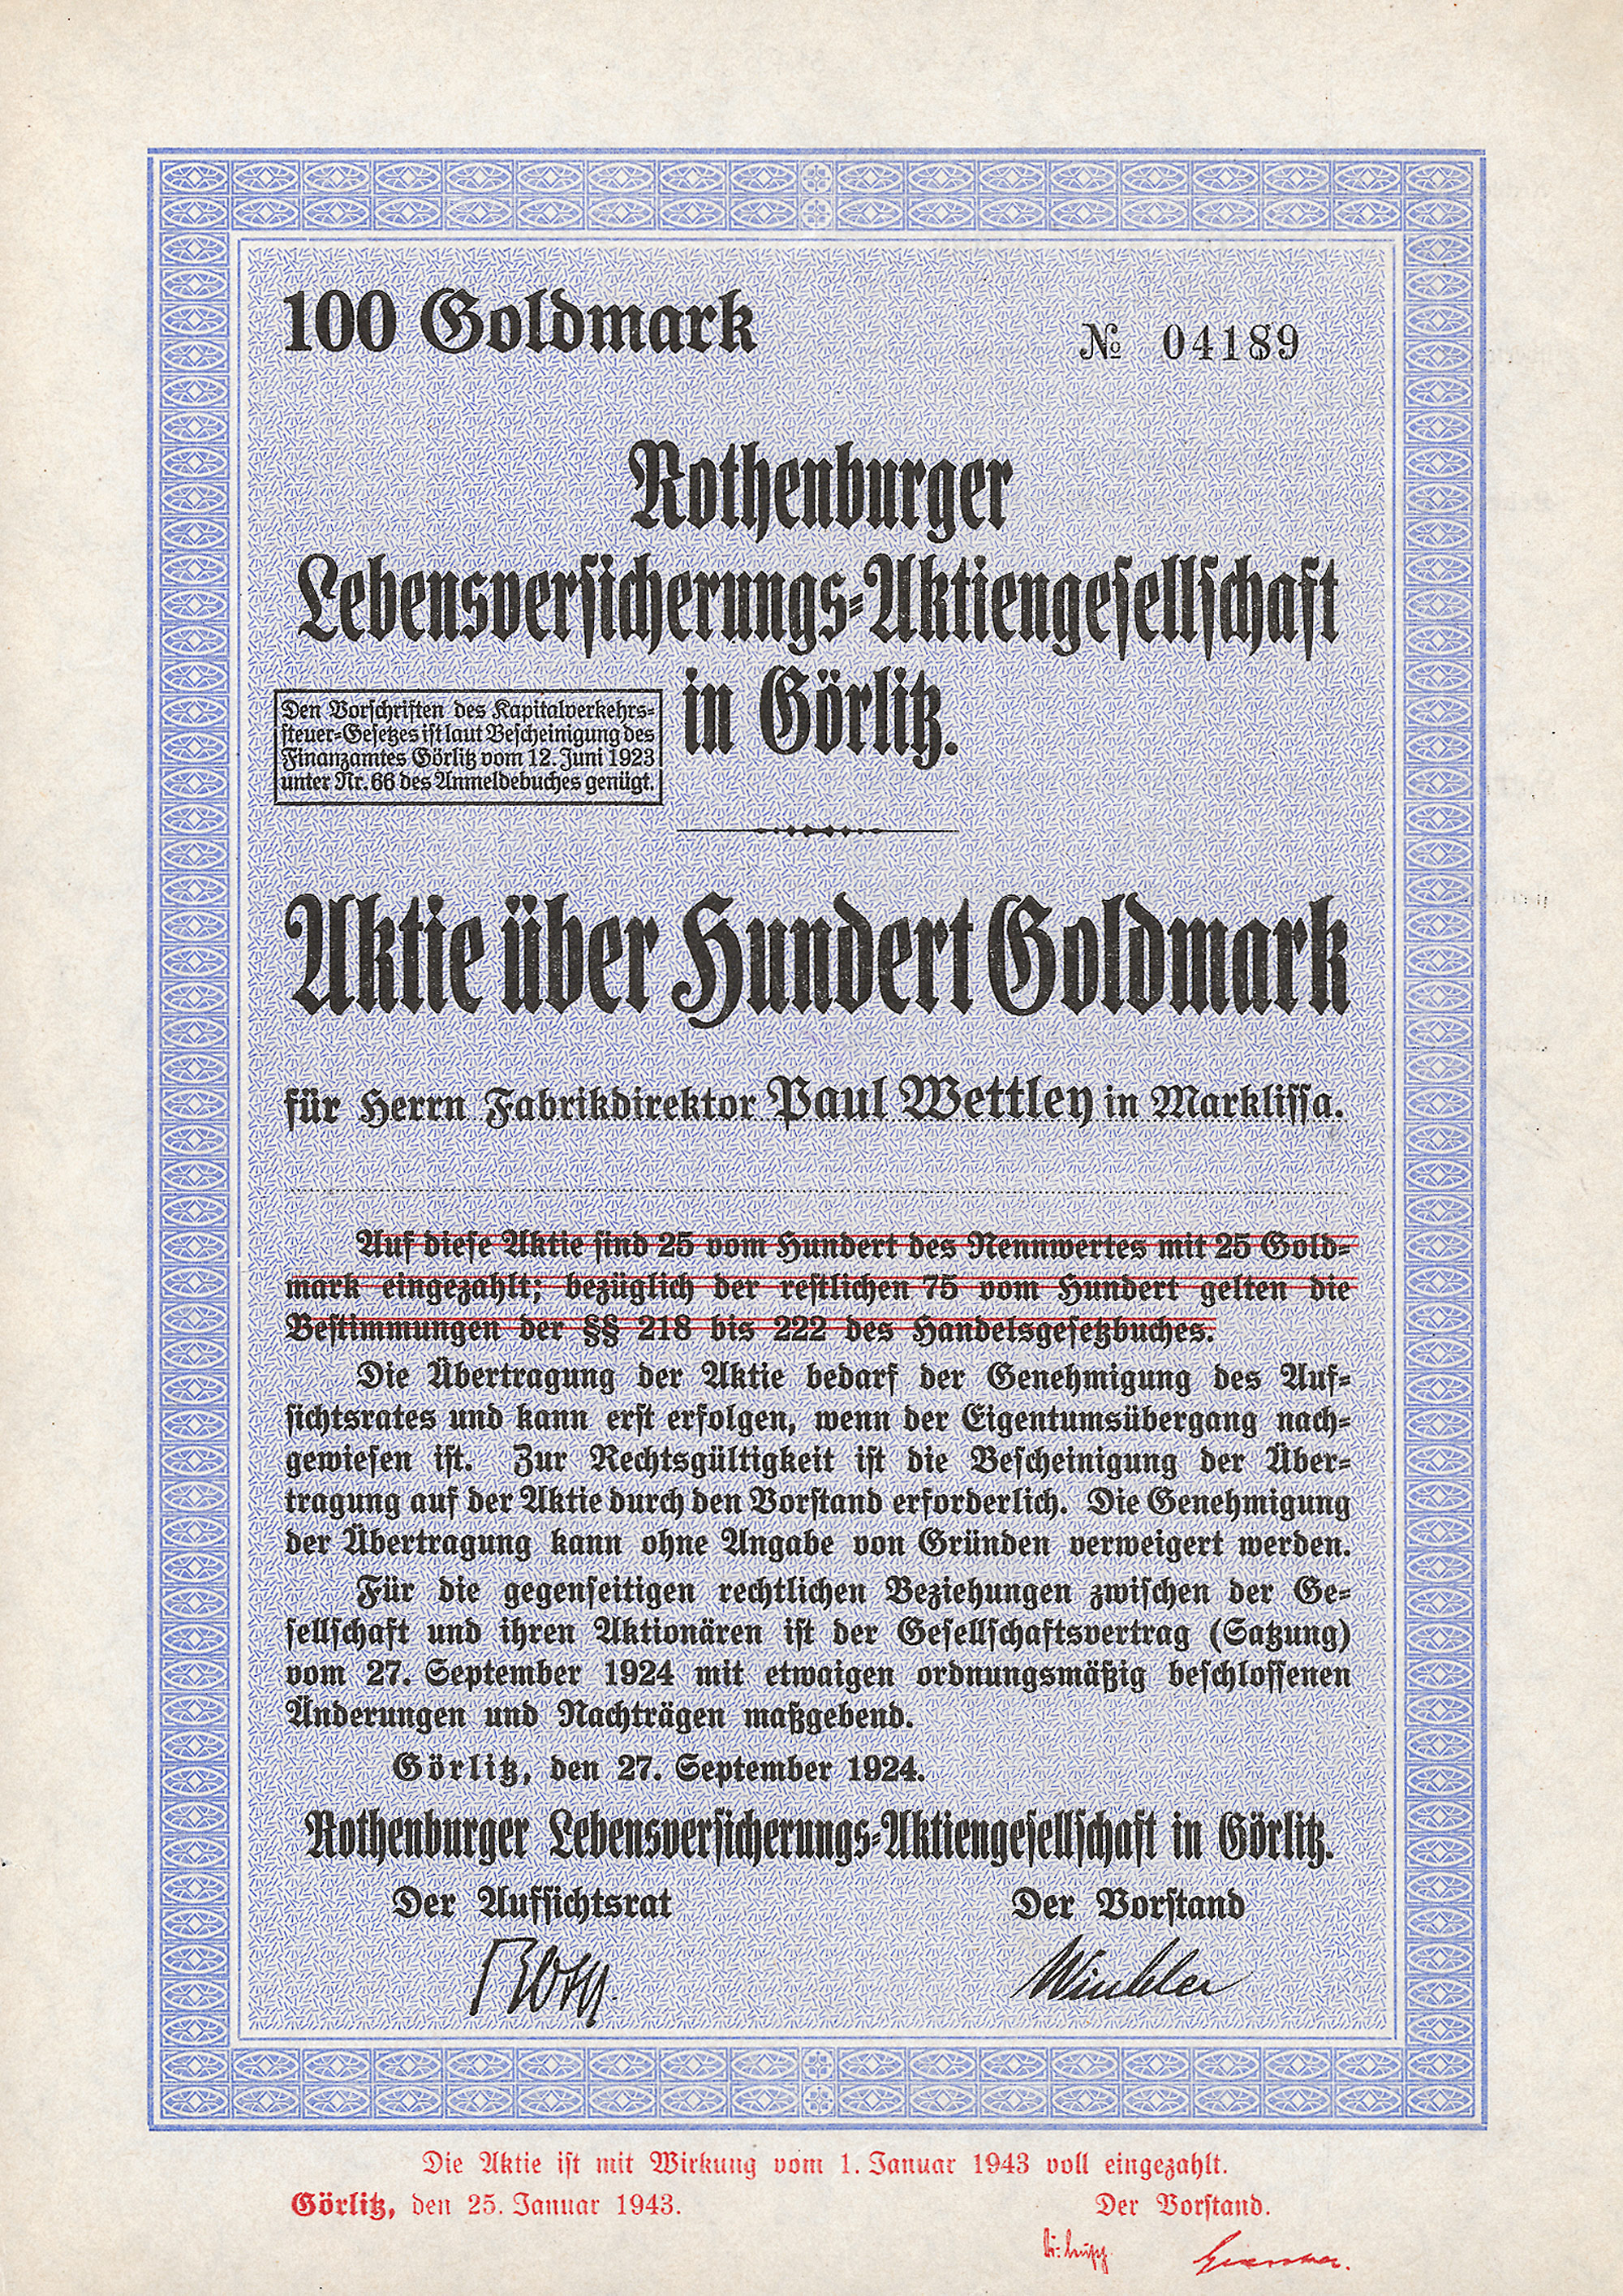 100 Goldmark
№ 04189
Rothenburger
Lebensversicherungs-Aktiengesellschaft
in Görlitz.
Den Vorschriften des Kapitalverkehrs-
steuer-Gesetzes ist laut Bescheinigung des
Finanzamtes Görlitz vom 12. Juni 1923
unter Nr. 66 des Anmeldebuches genügt.
Aktie über Hundert Goldmark
für Herrn Fabrikdirektor Paul Wettley in Marklissa.
Auf diese Aktie sind 25 vom Hundert des Nennwertes mit 25 Gold-
mark eingezahlt; bezüglich der restlichen 75 vom Hundert gelten die
Bestimmungen der §§ 218 bis 222 des Handelsgesetzbuches.
Die Übertragung der Aktie bedarf der Genehmigung des Auf-
sichtsrates und kann erst erfolgen, wenn der Eigentumsübergang nach-
gewiesen ist. Zur Rechtsgültigkeit ist die Bescheinigung der Über-
tragung auf der Aktie durch den Vorstand erforderlich. Die Genehmigung
der Übertragung kann ohne Angabe von Gründen verweigert werden.
Für die gegenseitigen rechtlichen Beziehungen zwischen der Ge-
sellschaft und ihren Aktionären ist der Gesellschaftsvertrag (Satzung)
vom 27. September 1924 mit etwaigen ordnungsmäßig beschlossenen
Änderungen und Nachträgen maßgebend.
Görlitz, den 27. September 1924.
Rothenburger Lebensversicherungs-Aktiengesellschaft in Görlitz.
Der Aufsichtsrat
Der Vorstand
Winkler
Die Aktie ist mit Wirkung vom 1. Januar 1943 voll eingezahlt.
Görlitz, den 25. Januar 1943.
Der Vorstand.